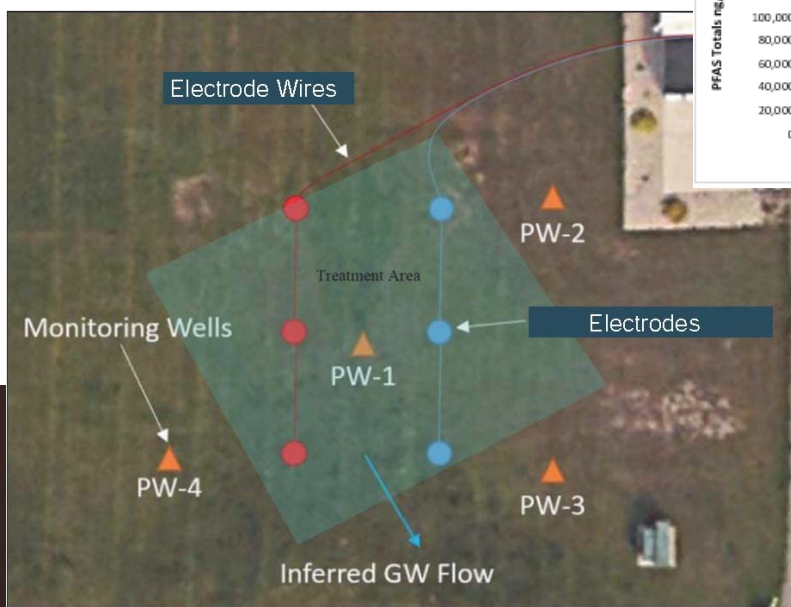 PFAS Totals ng/
100,000
80,000
60,000
40,000
20,000
Electrode Wires
PW-2
Treatment Area
Electrodes
Monitoring Wells
PW-1
PW-4
PW-3
Inferred GW Flow